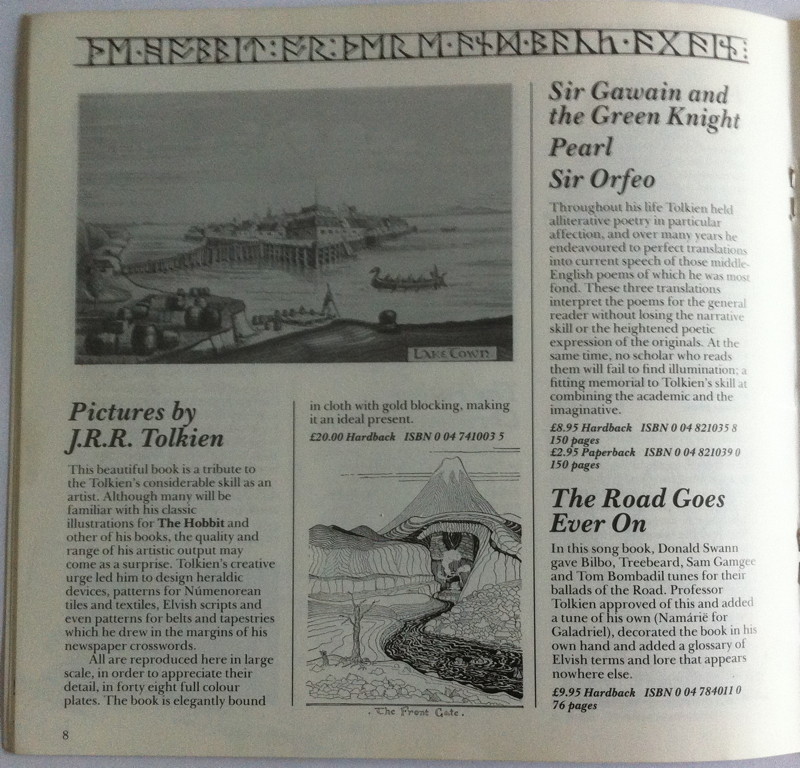 ᚦᛖ·ᚻᚩᛒᛒᛁᛏ:ᚩᚱ:ᚦᛖᚱᛖ·ᚪᚾᛞ·ᛒᚪᚳᚻ·ᚪᚷᚪᛁᚾ:
LAKE TOWN
Pictures by
J.R.R. Tolkien
This beautiful book is a tribute to
the Tolkien's considerable skill as an
artist. Although many will be
familiar with his classic
illustrations for The Hobbit and
other of his books, the quality and
range of his artistic output may
come as a surprise. Tolkien's creative
urge led him to design heraldic
devices, patterns for Númenorean
tiles and textiles, Elvish scripts and
even patterns for belts and tapestries
which he drew in the margins of his
newspaper crosswords.
All are reproduced here in large
scale, in order to appreciate their
detail, in forty eight full colour
plates. The book is elegantly bound
in cloth with gold blocking, making
it an ideal present.
£20.00 Hardback ISBN 0 04 741003 5
. The Front Gate .
Sir Gawain and
the Green Knight
Pearl
Sir Orfeo
Throughout his life Tolkien held
alliterative poetry in particular
affection, and over many years he
endeavoured to perfect translations
into current speech of those middle-
English poems of which he was most
fond. These three translations
interpret the poems for the general
reader without losing the narrative
skill or the heightened poetic
expression of the originals. At the
same time, no scholar who reads
them will fail to find illumination; a
fitting memorial to Tolkien's skill at
combining the academic and the
imaginative.
£8.95 Hardback ISBN 0 04 821035 8
150 pages
£2.95 Paperback ISBN 0 04 821039 0
150 pages
The Road Goes
Ever On
In this song book, Donald Swann
gave Bilbo, Treebeard, Sam Gamgee
and Tom Bombadil tunes for their
ballads of the Road. Professor
Tolkien approved of this and added
a tune of his own (Namárië for
Galadriel), decorated the book in his
own hand and added a glossary of
Elvish terms and lore that appears
nowhere else.
£9.95 Hardback ISBN 0 04 784011 0
76 pages
8